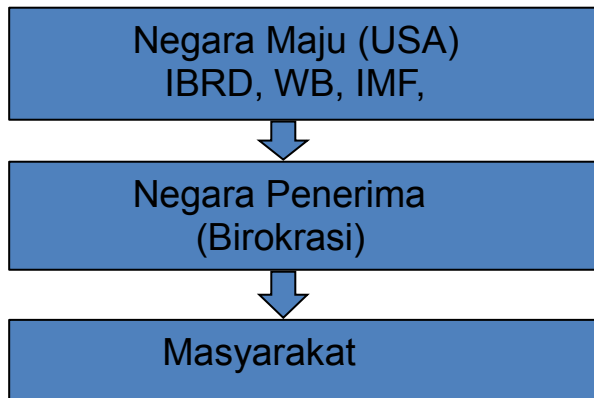 Negara Maju (USA)
IBRD, WB, IMF,
Negara Penerima
(Birokrasi)
Masyarakat